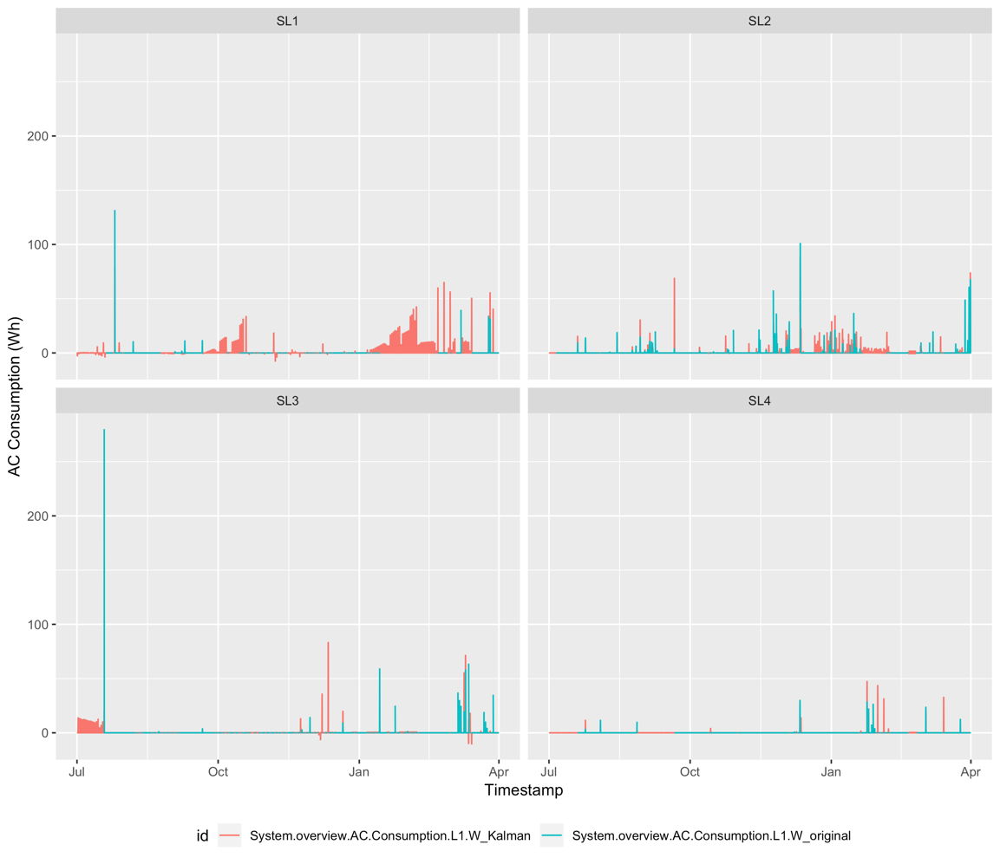 SL1
SL2
200
100
0
SL3
SL4
200
100
0
AC Consumption (Wh)
Jul
Oct
Jan
Apr
Jul
Oct
Jan
Apr
Timestamp
id
System.overview.AC.Consumption.L1.W_Kalman
System.overview.AC.Consumption.L1.W_original